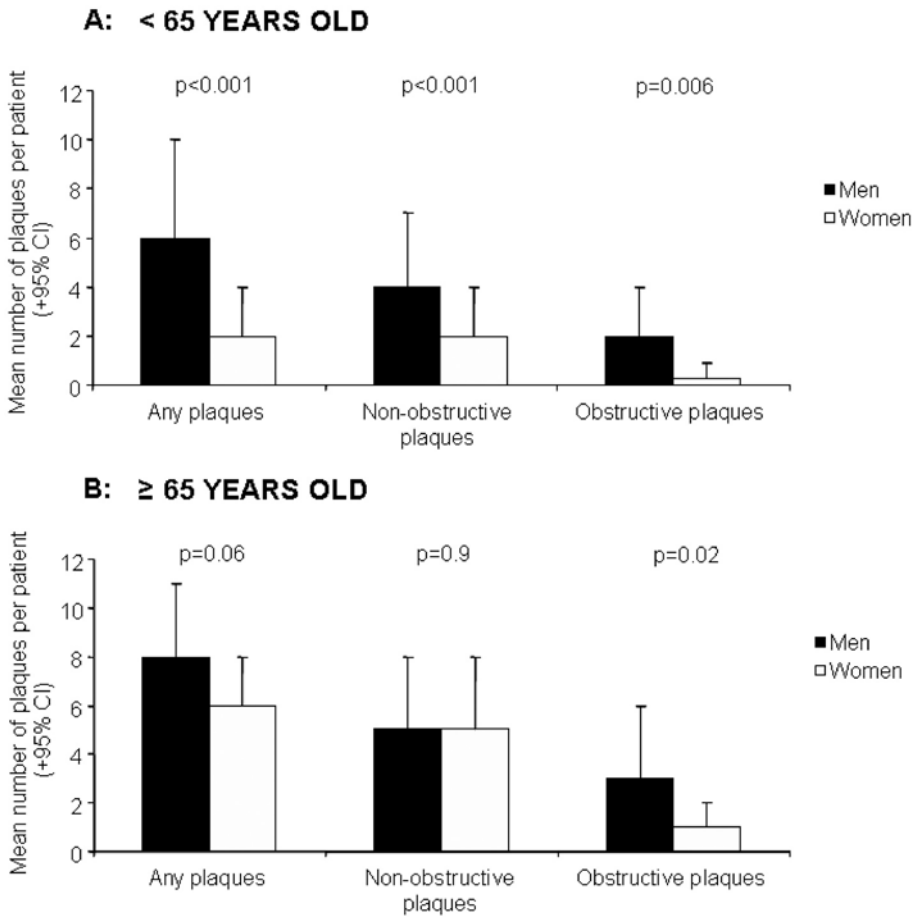 A: < 65 YEARS OLD
p<0.001 p<0.001 p=0.006
Mean number of plaques per patient
(+95% CI)
12
10
8
6
4
2
0
Men
Women
Any plaques Non-obstructive Obstructive plaques
plaques
B: ≥ 65 YEARS OLD
p=0.06 p=0.9 p=0.02
Mean number of plaques per patient
(+95% CI)
12
10
8
6
4
2
0
Men
Women
Any plaques Non-obstructive Obstructive plaques
plaques